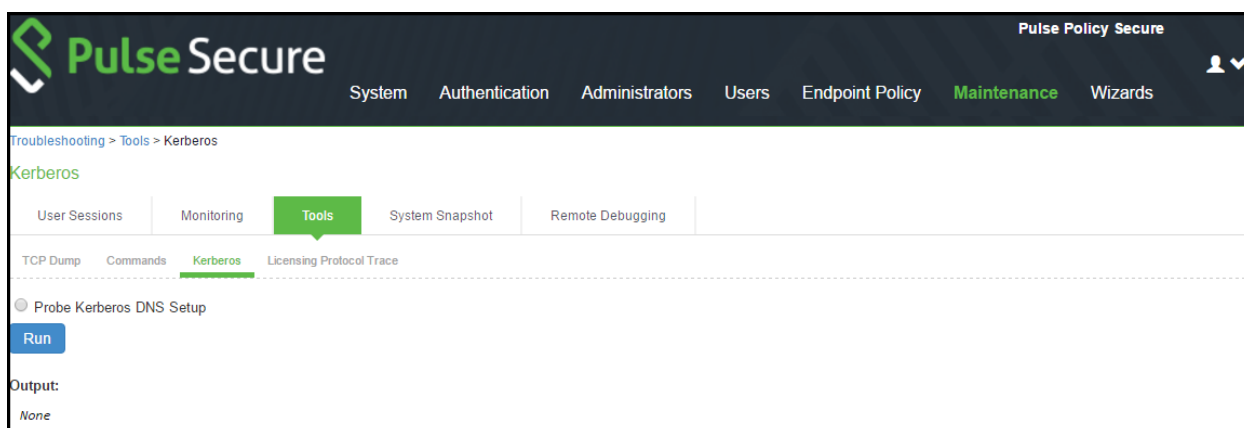 Pulse Secure
Pulse Policy Secure
System Authentication Administrators Users Endpoint Policy Maintenance Wizards
Troubleshooting > Tools > Kerberos
Kerberos
User Sessions Monitoring Tools System Snapshot Remote Debugging
TCP Dump Commands Kerberos Licensing Protocol Trace
Probe Kerberos DNS Setup
Run
Output:
None